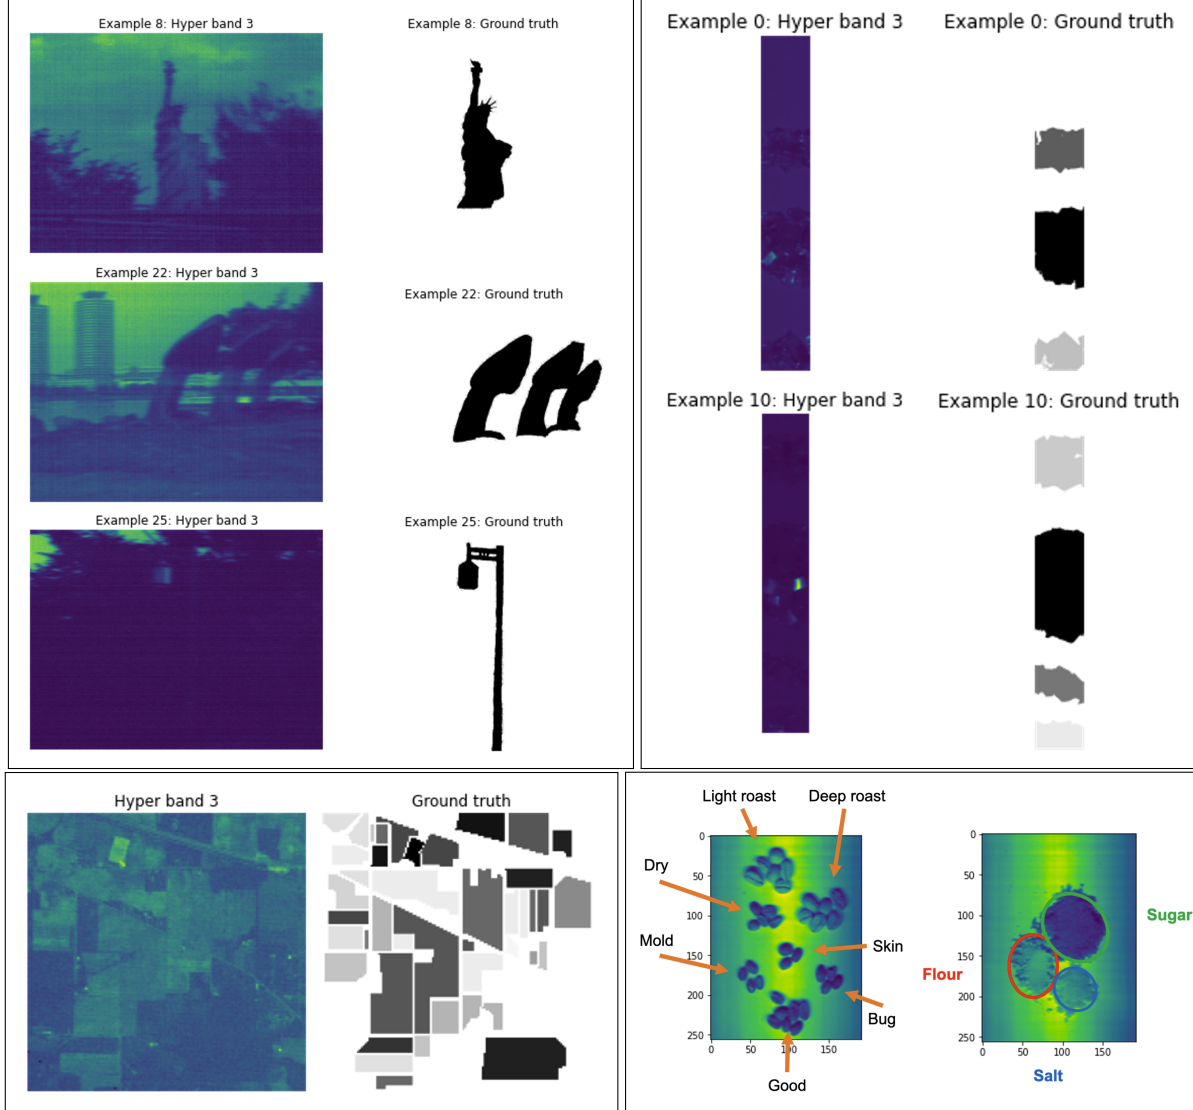 Example 8: Hyper band 3
Example 8: Ground truth
Example 22: Hyper band 3
Example 22: Ground truth
Example 25: Hyper band 3
Example 25: Ground truth
Example 0: Hyper band 3
Example 0: Ground truth
Example 10: Hyper band 3
Example 10: Ground truth
Hyper band 3
Ground truth
Light roast
Deep roast
Dry
Mold
Skin
Bug
Good
0
50
100
150
200
250
0
50
100
150
Sugar
Flour
Salt
0
50
100
150
200
250
0
50
100
150